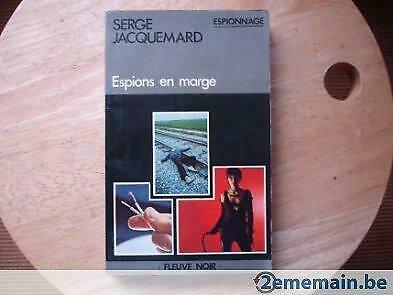 SERGE
JACQUEMARD
ESPIONNAGE
Espions en marge
· FLEUVE NOIR ·
2ememain.be